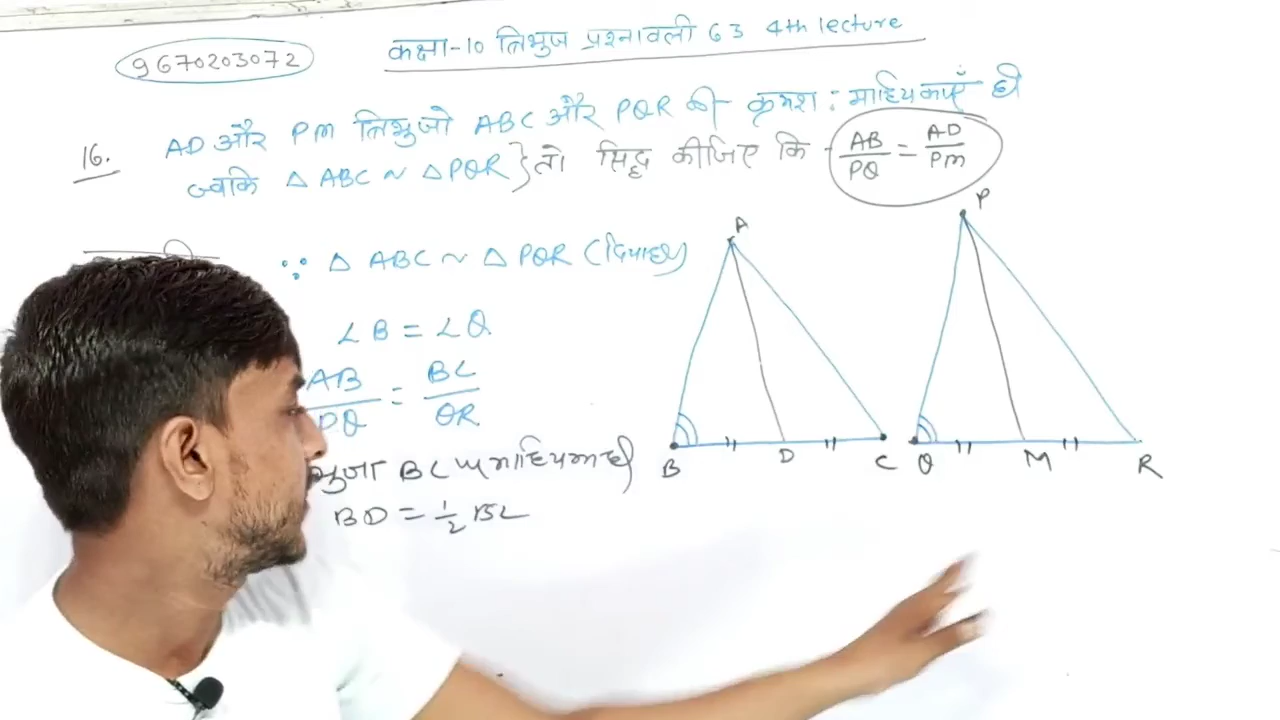 9670203072
कक्षा-10 त्रिभुज प्रश्नावली 6.3 4th lecture
16. AD और PM त्रिभुजो ABC और PQR की क्रमश: माध्यिकाएँ है
जबकि △ ABC ~ △ PQR } तो सिद्ध कीजिए कि - AB/PQ = AD/PM
∵ △ ABC ~ △ PQR (दिया है)
∠B = ∠Q
AB/PQ = BC/QR
भुजा BC पर माध्यिका है)
BD = 1/2 BC
A
B
D
C
P
Q
M
R